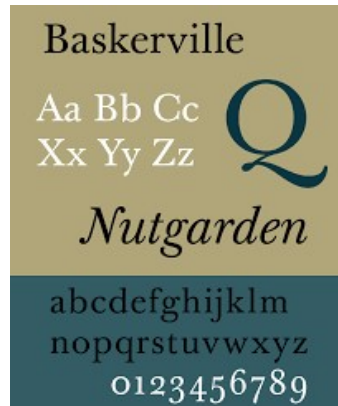 Baskerville
Aa Bb Cc
Xx Yy Zz
Q
Nutgarden
abcdefghijklm
nopqrstuvwxyz
0123456789